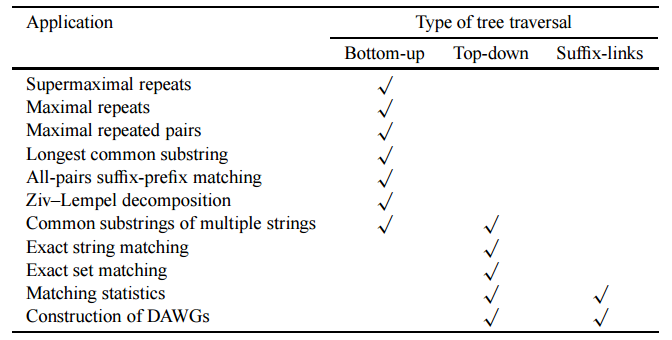 Application Type of tree traversal
Bottom-up Top-down Suffix-links
Supermaximal repeats √
Maximal repeats √
Maximal repeated pairs √
Longest common substring √
All-pairs suffix-prefix matching √
Ziv–Lempel decomposition √
Common substrings of multiple strings √ √
Exact string matching √
Exact set matching √
Matching statistics √ √
Construction of DAWGs √ √